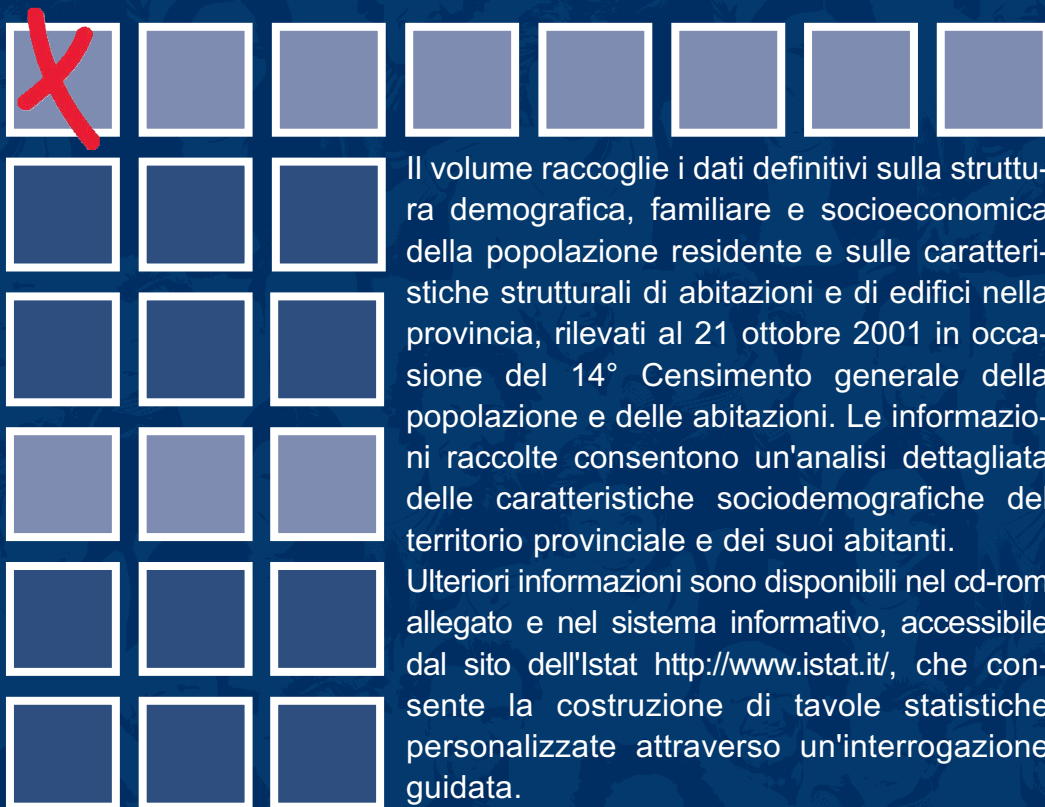 Il volume raccoglie i dati definitivi sulla struttu-
ra demografica, familiare e socioeconomica
della popolazione residente e sulle caratteri-
stiche strutturali di abitazioni e di edifici nella
provincia, rilevati al 21 ottobre 2001 in occa-
sione del 14° Censimento generale della
popolazione e delle abitazioni. Le informazio-
ni raccolte consentono un'analisi dettagliata
delle caratteristiche sociodemografiche del
territorio provinciale e dei suoi abitanti.
Ulteriori informazioni sono disponibili nel cd-rom
allegato e nel sistema informativo, accessibile
dal sito dell'Istat http://www.istat.it/, che con-
sente la costruzione di tavole statistiche
personalizzate attraverso un'interrogazione
guidata.